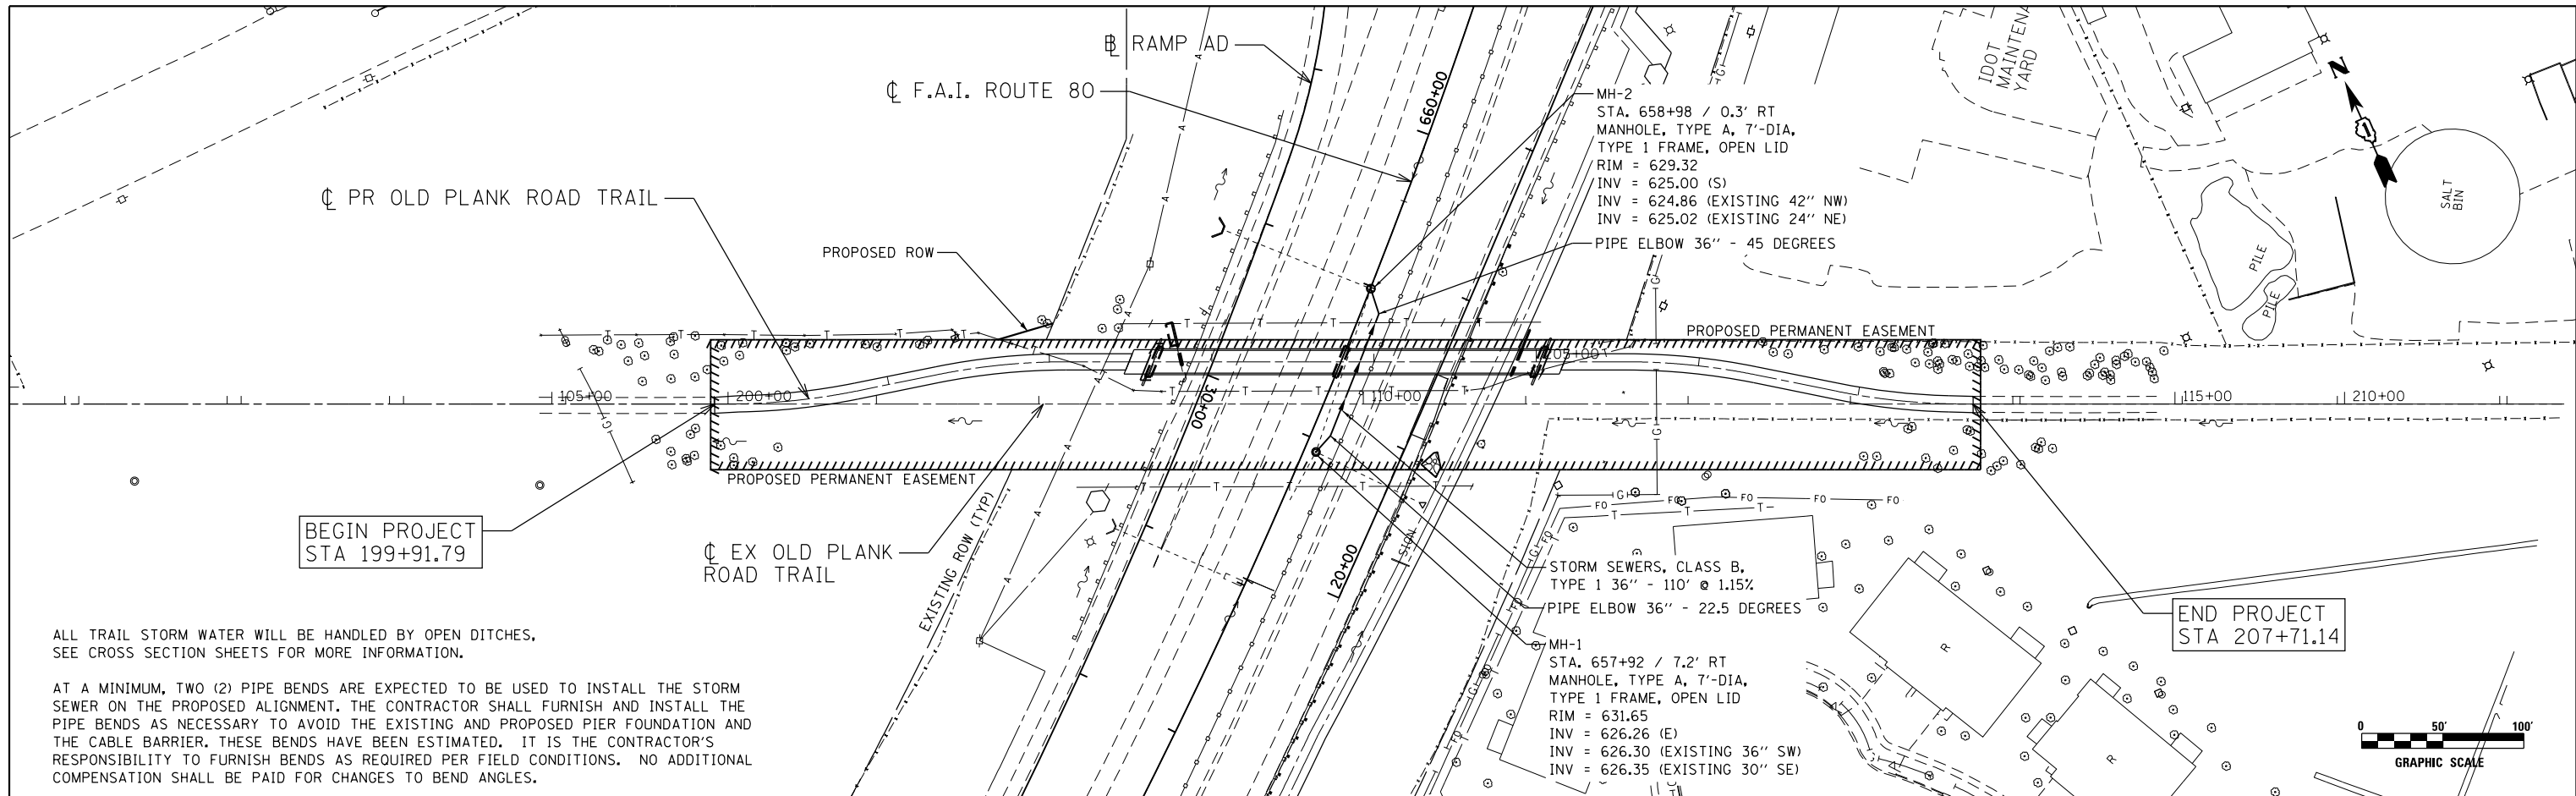 ℄ RAMP AD
℄ F.A.I. ROUTE 80
℄ PR OLD PLANK ROAD TRAIL
PROPOSED ROW
660+00
IDOT
MAINTENA
YARD
N
SALT
BIN
PILE
PILE
MH-2
STA. 658+98 / 0.3' RT
MANHOLE, TYPE A, 7'-DIA,
TYPE 1 FRAME, OPEN LID
RIM = 629.32
INV = 625.00 (S)
INV = 624.86 (EXISTING 42'' NW)
INV = 625.02 (EXISTING 24'' NE)
PIPE ELBOW 36'' - 45 DEGREES
PROPOSED PERMANENT EASEMENT
105+00
200+00
30+00
110+00
205+00
115+00
210+00
PROPOSED PERMANENT EASEMENT
BEGIN PROJECT
STA 199+91.79
℄ EX OLD PLANK
ROAD TRAIL
EXISTING ROW (TYP)
L20+00
SIGN
STORM SEWERS, CLASS B,
TYPE 1 36'' - 110' @ 1.15%
PIPE ELBOW 36'' - 22.5 DEGREES
MH-1
STA. 657+92 / 7.2' RT
MANHOLE, TYPE A, 7'-DIA,
TYPE 1 FRAME, OPEN LID
RIM = 631.65
INV = 626.26 (E)
INV = 626.30 (EXISTING 36'' SW)
INV = 626.35 (EXISTING 30'' SE)
END PROJECT
STA 207+71.14
R
R
ALL TRAIL STORM WATER WILL BE HANDLED BY OPEN DITCHES,
SEE CROSS SECTION SHEETS FOR MORE INFORMATION.
AT A MINIMUM, TWO (2) PIPE BENDS ARE EXPECTED TO BE USED TO INSTALL THE STORM
SEWER ON THE PROPOSED ALIGNMENT. THE CONTRACTOR SHALL FURNISH AND INSTALL THE
PIPE BENDS AS NECESSARY TO AVOID THE EXISTING AND PROPOSED PIER FOUNDATION AND
THE CABLE BARRIER. THESE BENDS HAVE BEEN ESTIMATED. IT IS THE CONTRACTOR'S
RESPONSIBILITY TO FURNISH BENDS AS REQUIRED PER FIELD CONDITIONS. NO ADDITIONAL
COMPENSATION SHALL BE PAID FOR CHANGES TO BEND ANGLES.
0 50' 100'
GRAPHIC SCALE